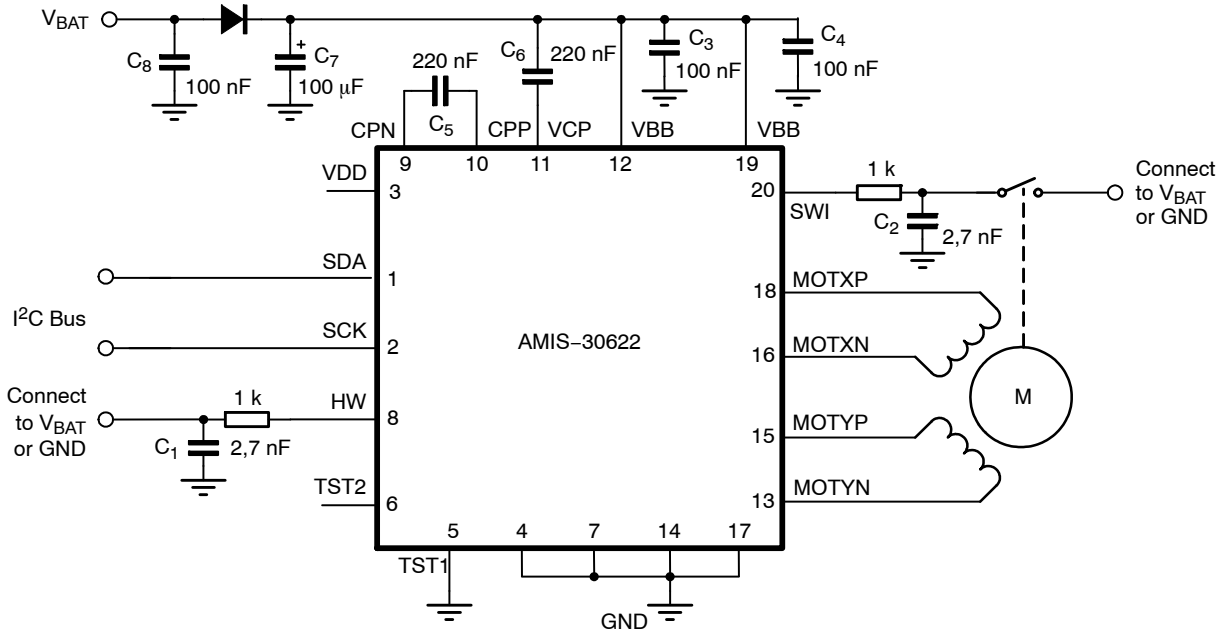 VBAT
C8
100 nF
+
C7
100 μF
220 nF
C5
C6
220 nF
C3
100 nF
C4
100 nF
CPN
CPP
VCP
VBB
VBB
9
10
11
12
19
VDD
3
20
SWI
1 k
C2
2,7 nF
Connect
to VBAT
or GND
SDA
1
I2C Bus
SCK
2
Connect
to VBAT
or GND
1 k
HW
8
C1
2,7 nF
TST2
6
AMIS–30622
18
MOTXP
16
MOTXN
15
MOTYP
13
MOTYN
M
5
4
7
14
17
TST1
GND